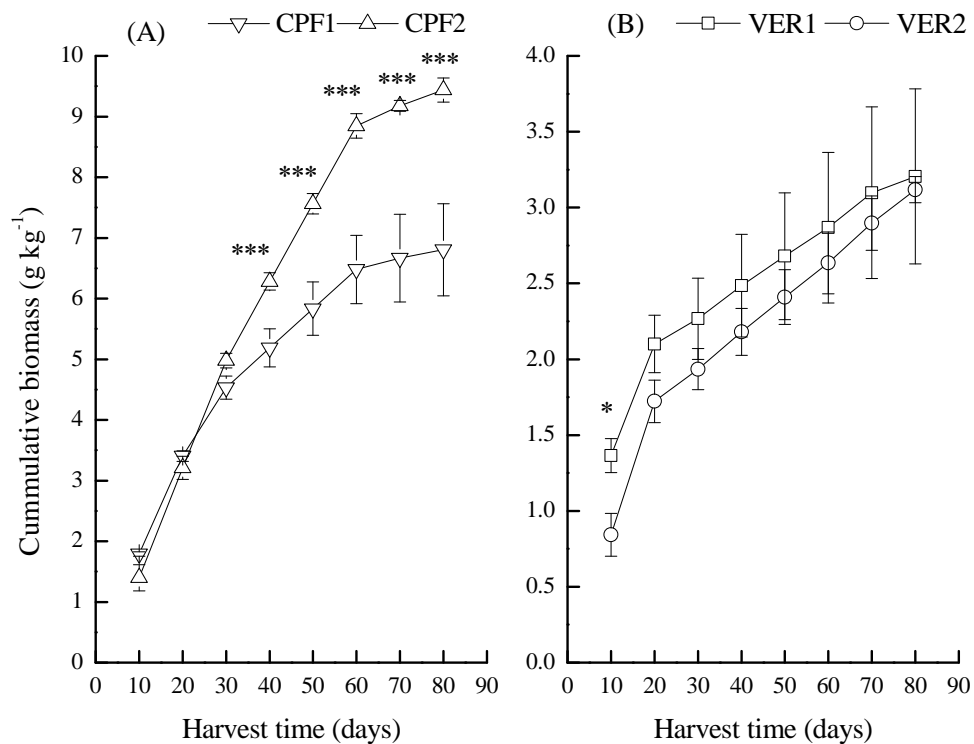 (A)
CPF1
CPF2
(B)
VER1
VER2
Cummulative biomass (g kg-1)
10
9
8
7
6
5
4
3
2
1
0
***
***
***
***
***
0 10 20 30 40 50 60 70 80 90
Harvest time (days)
4.0
3.5
3.0
2.5
2.0
1.5
1.0
0.5
0.0
*
0 10 20 30 40 50 60 70 80 90
Harvest time (days)